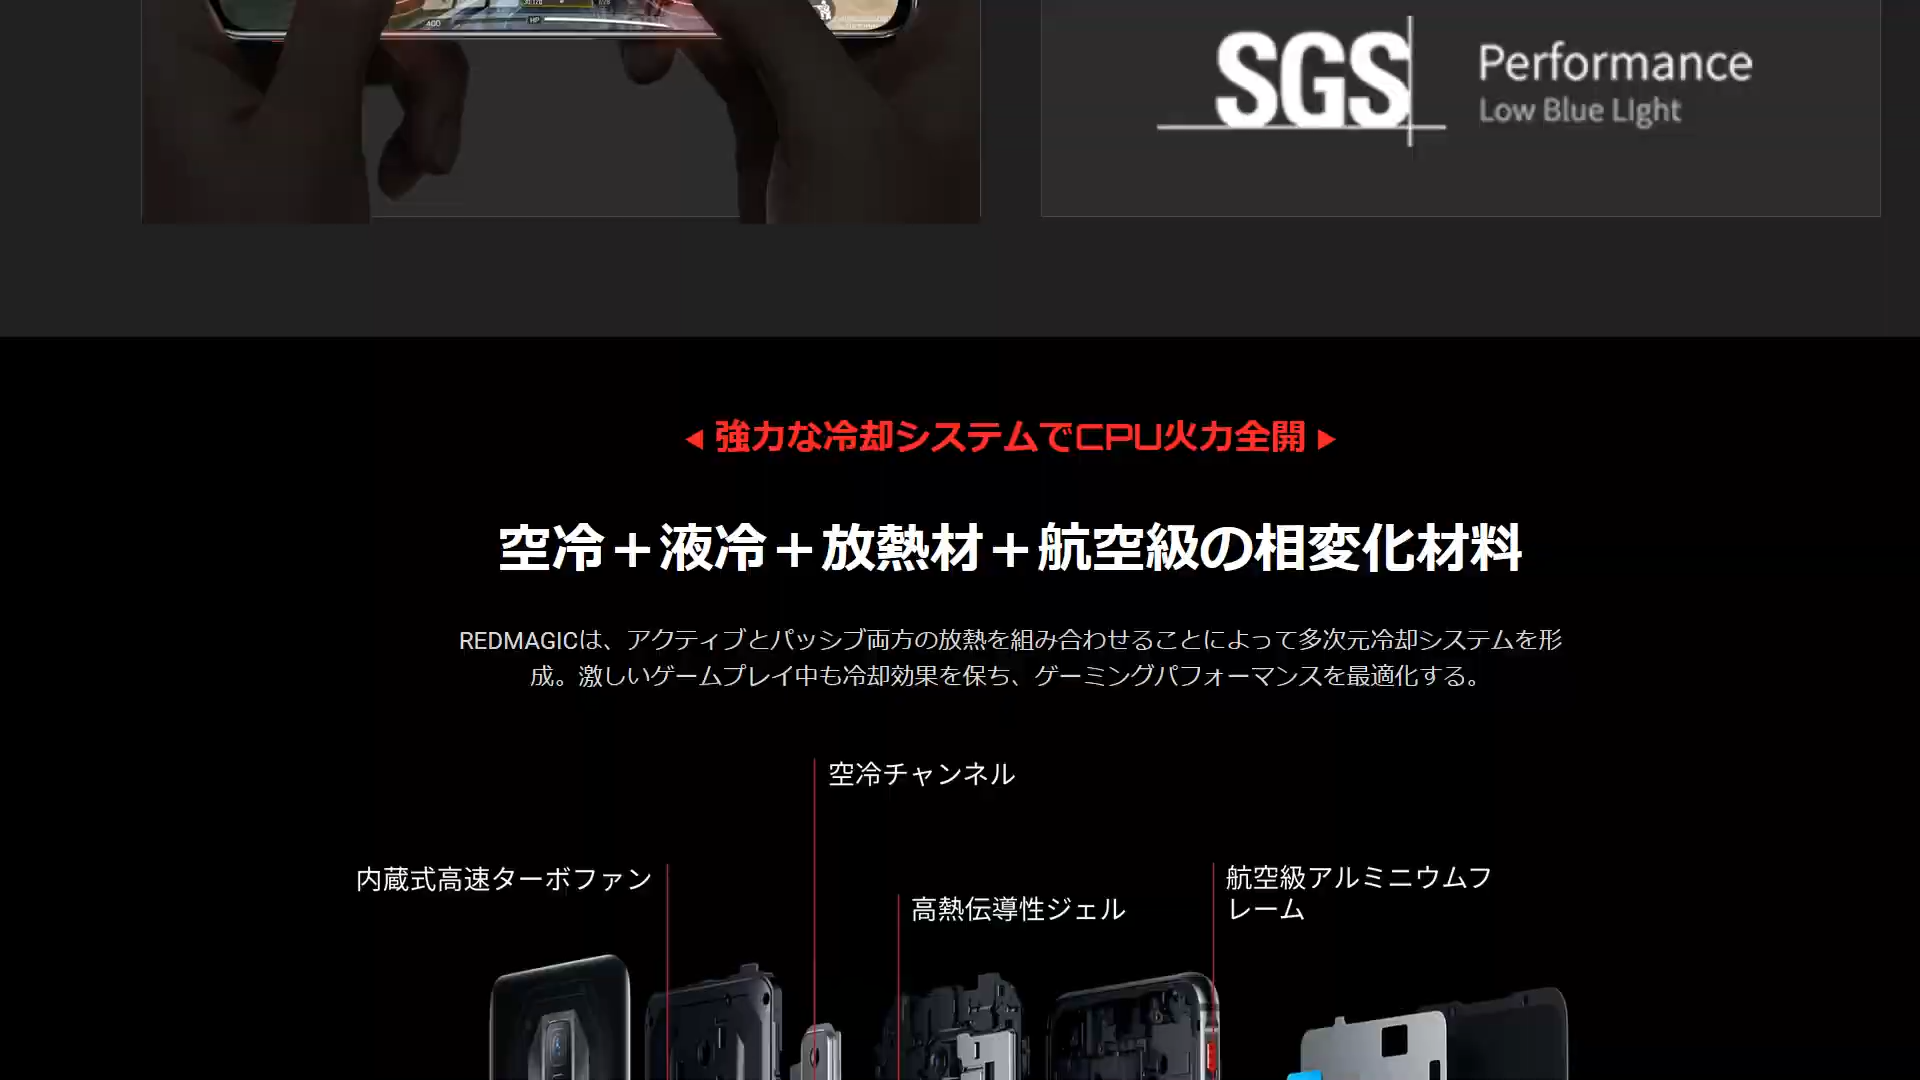 400
HP
SGS
Performance
Low Blue LIght
強力な冷却システムでCPU火力全開
空冷＋液冷＋放熱材＋航空級の相変化材料
REDMAGICは、アクティブとパッシブ両方の放熱を組み合わせることによって多次元冷却システムを形
成。激しいゲームプレイ中も冷却効果を保ち、ゲーミングパフォーマンスを最適化する。
空冷チャンネル
内蔵式高速ターボファン
高熱伝導性ジェル
航空級アルミニウムフ
レーム